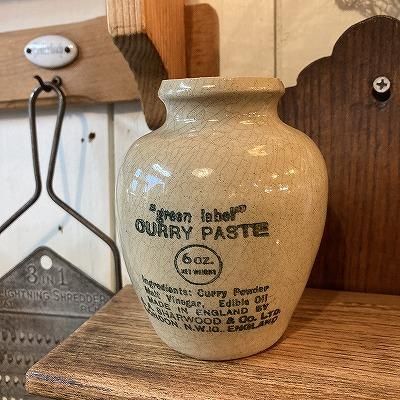 "green label"
CURRY PASTE
6 oz.
NET WEIGHT
Ingredients: Curry Powder
Malt Vinegar, Edible Oil
MADE IN ENGLAND BY
SHARWOOD & Co. LTD.
LONDON, N.W.10., ENGLAND
3 IN 1
LIGHTNING SHREDDER